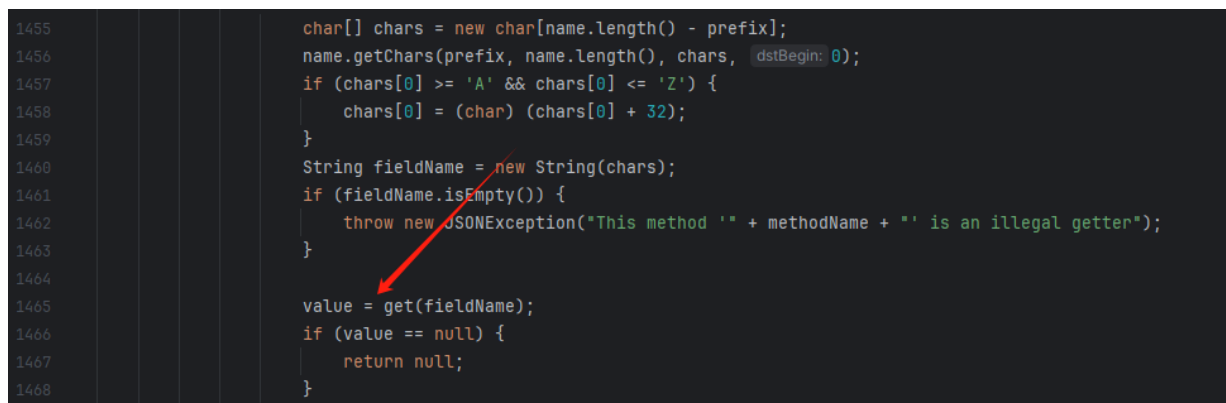 1455 char[] chars = new char[name.length() - prefix];
1456 name.getChars(prefix, name.length(), chars, dstBegin: 0);
1457 if (chars[0] >= 'A' && chars[0] <= 'Z') {
1458 chars[0] = (char) (chars[0] + 32);
1459 }
1460 String fieldName = new String(chars);
1461 if (fieldName.isEmpty()) {
1462 throw new JSONException("This method '" + methodName + "' is an illegal getter");
1463 }
1464
1465 value = get(fieldName);
1466 if (value == null) {
1467 return null;
1468 }